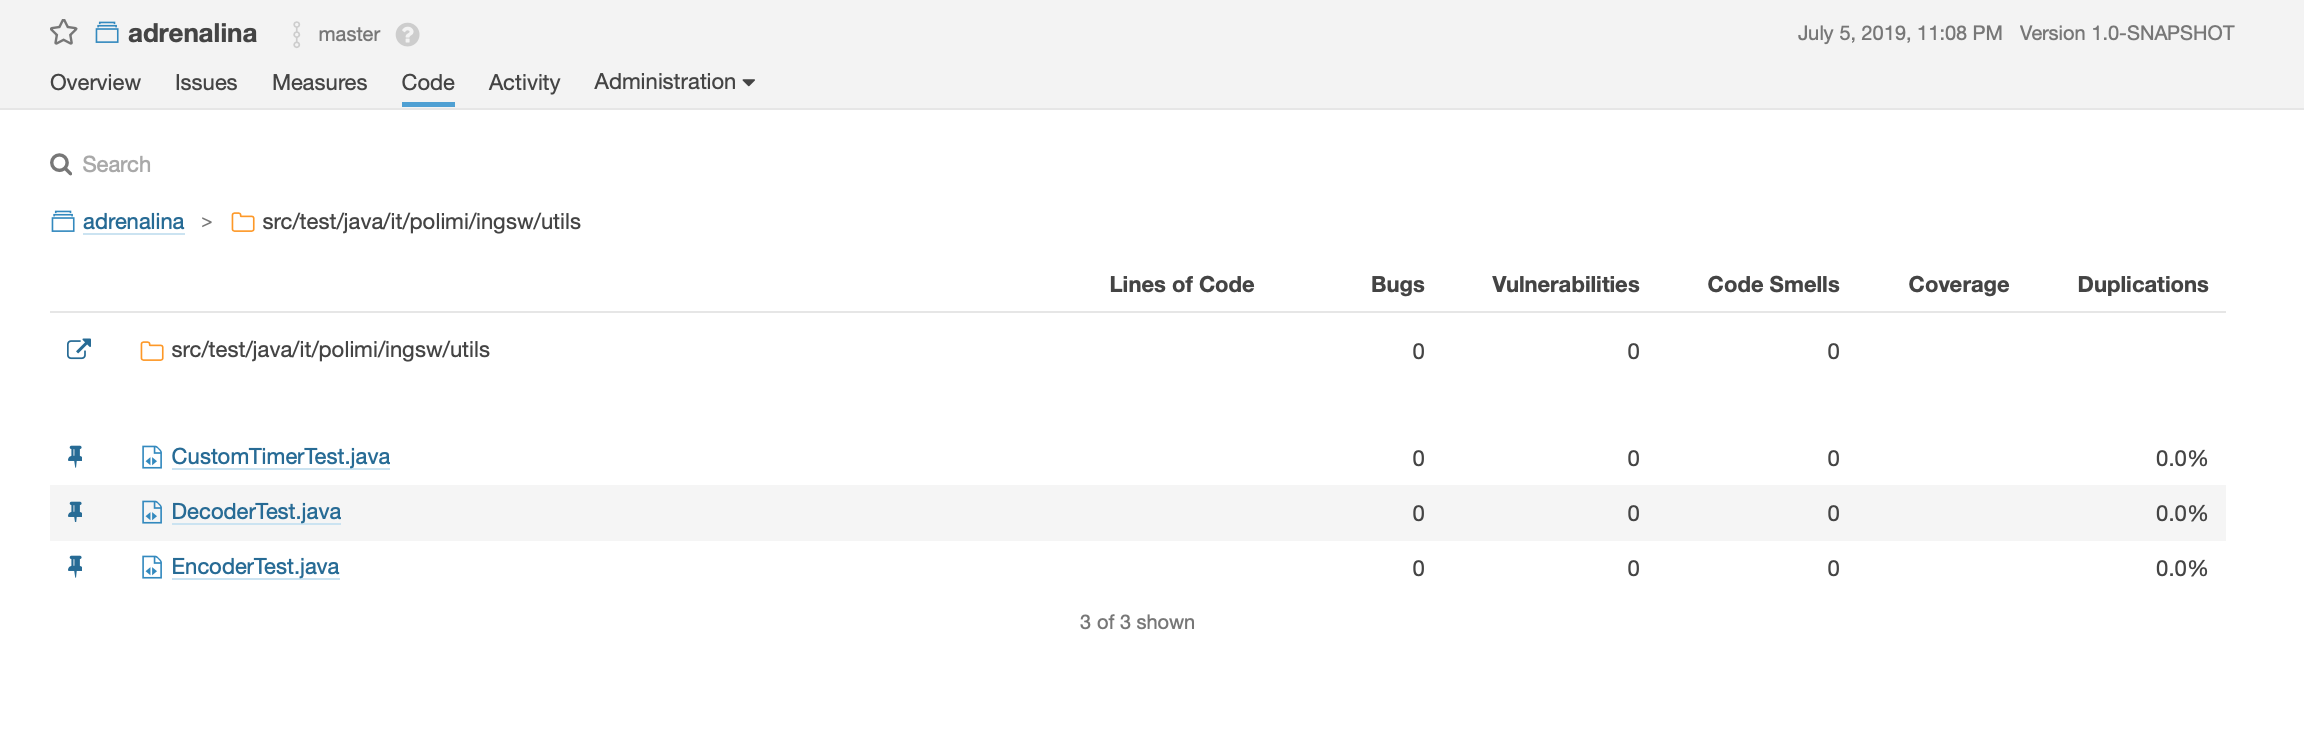 adrenalina master ? July 5, 2019, 11:08 PM Version 1.0-SNAPSHOT
Overview Issues Measures Code Activity Administration
Search
adrenalina > src/test/java/it/polimi/ingsw/utils
Lines of Code Bugs Vulnerabilities Code Smells Coverage Duplications
src/test/java/it/polimi/ingsw/utils 0 0 0
CustomTimerTest.java 0 0 0 0.0%
DecoderTest.java 0 0 0 0.0%
EncoderTest.java 0 0 0 0.0%
3 of 3 shown